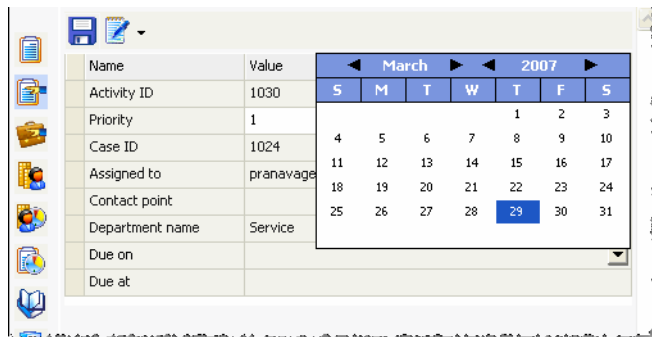 Name Value March 2007
Activity ID 1030 S M T W T F S
Priority 1 1 2 3
Case ID 1024 4 5 6 7 8 9 10
Assigned to pranavage 11 12 13 14 15 16 17
Contact point 18 19 20 21 22 23 24
Department name Service 25 26 27 28 29 30 31
Due on
Due at